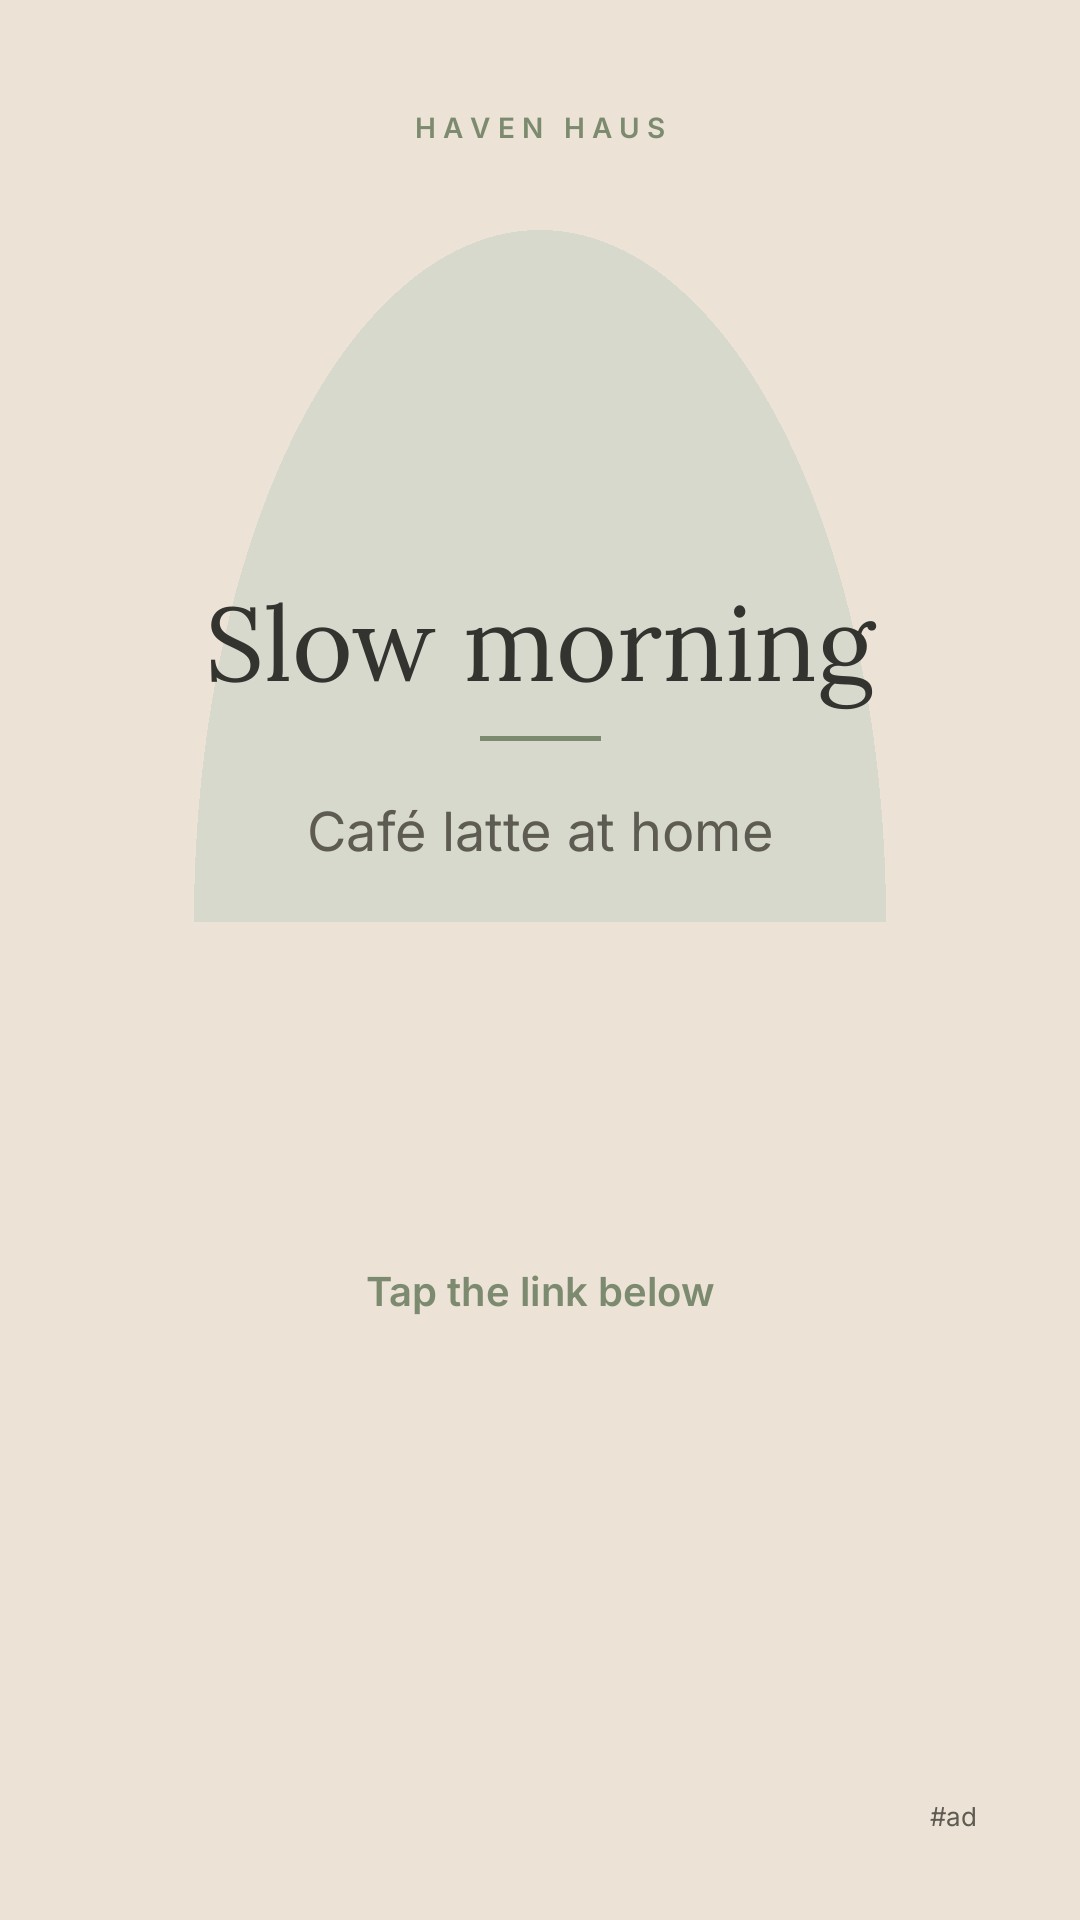 HAVEN HAUS
Slow morning
Café latte at home
Tap the link below
#ad